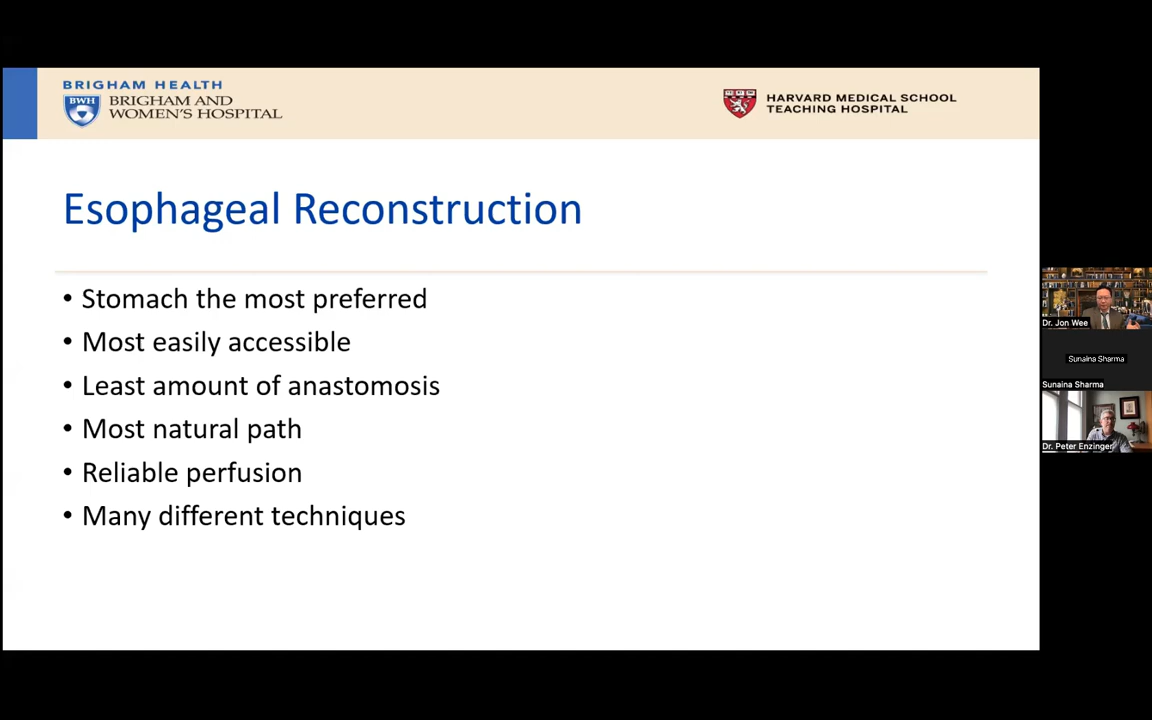 BRIGHAM HEALTH
BWH
BRIGHAM AND
WOMEN'S HOSPITAL
HARVARD MEDICAL SCHOOL
TEACHING HOSPITAL
Esophageal Reconstruction
• Stomach the most preferred
• Most easily accessible
• Least amount of anastomosis
• Most natural path
• Reliable perfusion
• Many different techniques
Dr. Jon Wee
Sunaina Sharma
Sunaina Sharma
Dr. Peter Enzinger